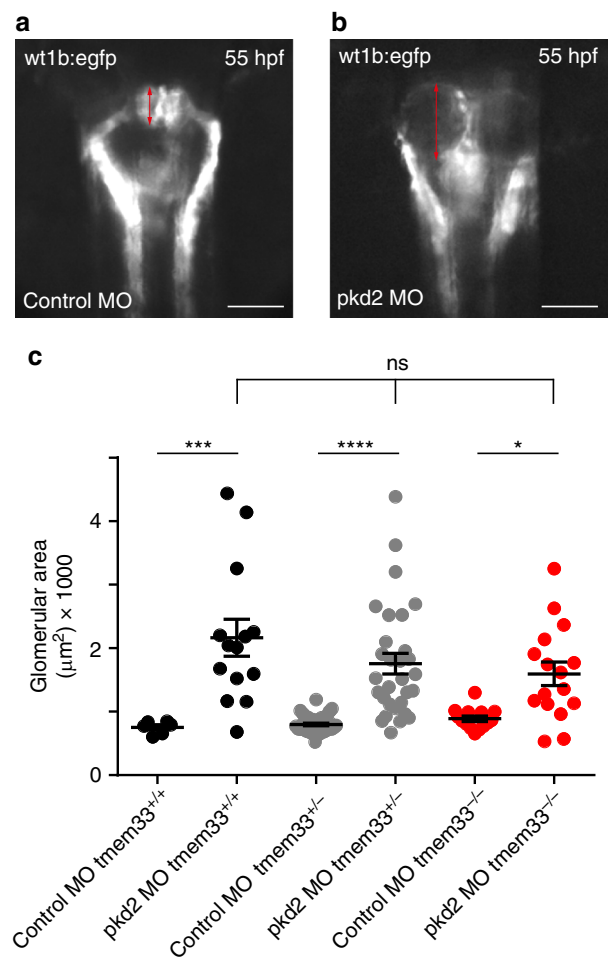 a
wt1b:egfp 55 hpf
Control MO
b
wt1b:egfp 55 hpf
pkd2 MO
c
ns
*** **** *
Glomerular area
(μm²) × 1000
4
2
0
Control MO tmem33⁺/⁺
pkd2 MO tmem33⁺/⁺
Control MO tmem33⁺/⁻
pkd2 MO tmem33⁺/⁻
Control MO tmem33⁻/⁻
pkd2 MO tmem33⁻/⁻